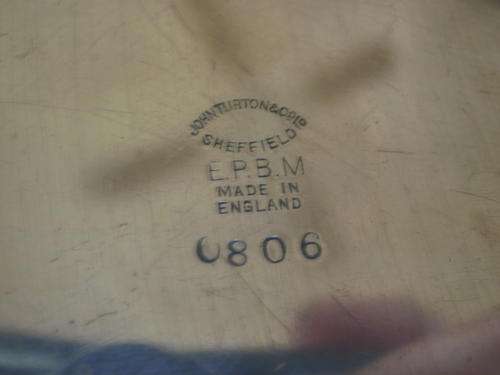 JOHN TURTON & CO LTD
SHEFFIELD
E.P.B.M
MADE IN
ENGLAND
0806